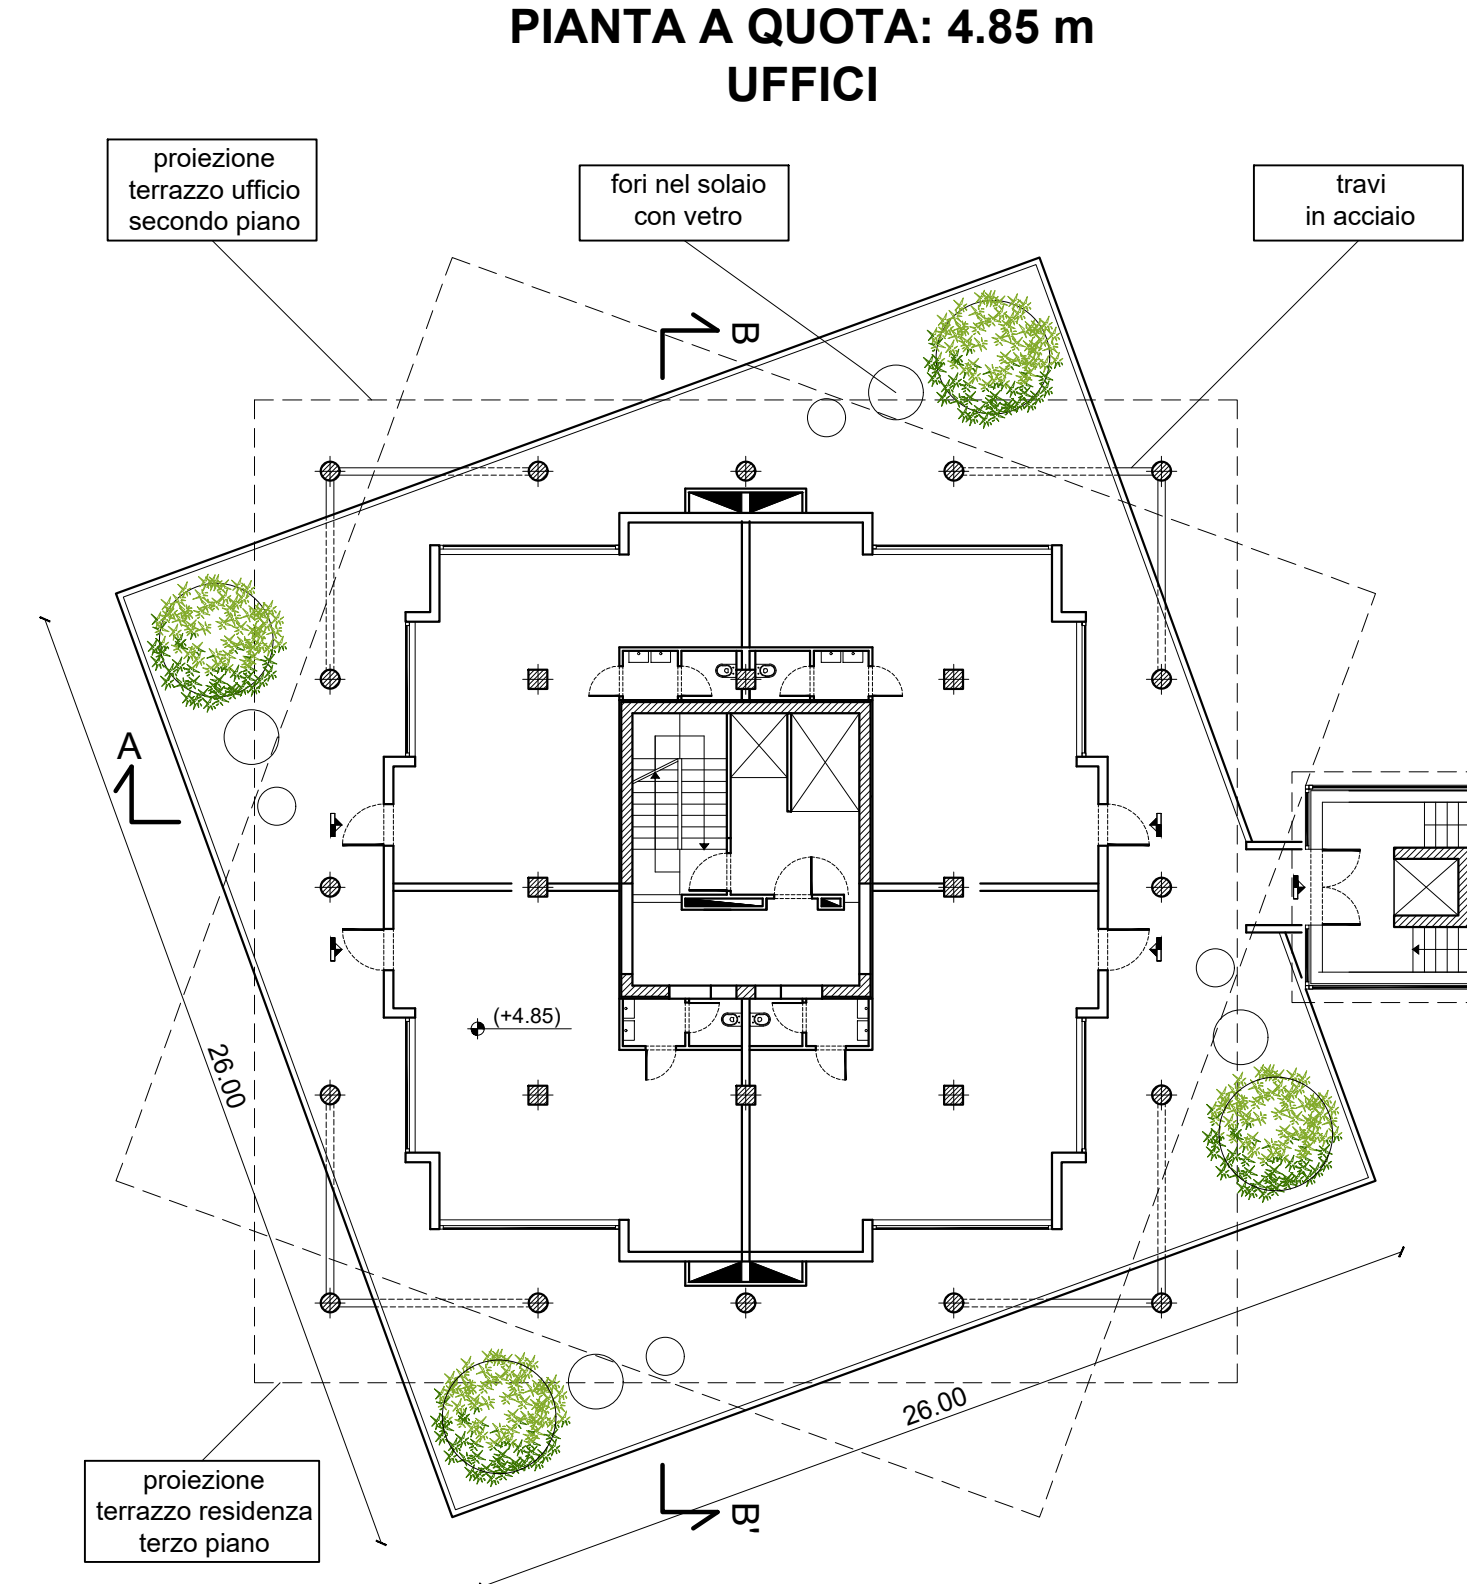 PIANTA A QUOTA: 4.85 m
UFFICI
proiezione
terrazzo ufficio
secondo piano
fori nel solaio
con vetro
travi
in acciaio
B
A
(+4.85)
26.00
26.00
proiezione
terrazzo residenza
terzo piano
B'